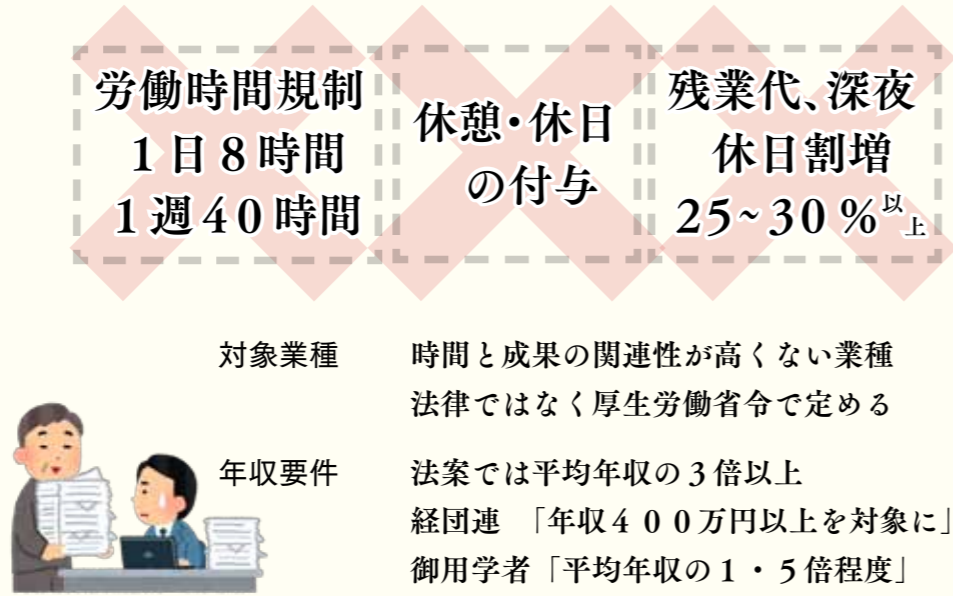 労働時間規制
１日８時間
１週４０時間
休憩・休日
の付与
残業代、深夜
休日割増
25~30％以上
対象業種
時間と成果の関連性が高くない業種
法律ではなく厚生労働省令で定める
年収要件
法案では平均年収の３倍以上
経団連　「年収４００万円以上を対象に」
御用学者「平均年収の１・５倍程度」